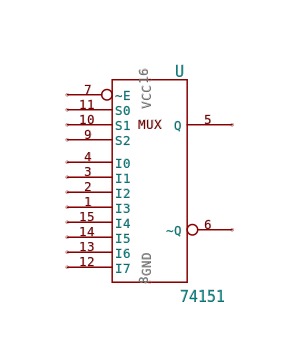 U
VCC 16
7 ~E
11 S0
10 S1 MUX Q 5
9 S2
4 I0
3 I1
2 I2
1 I3
15 I4
14 I5 ~Q 6
13 I6
12 I7
8 GND
74151